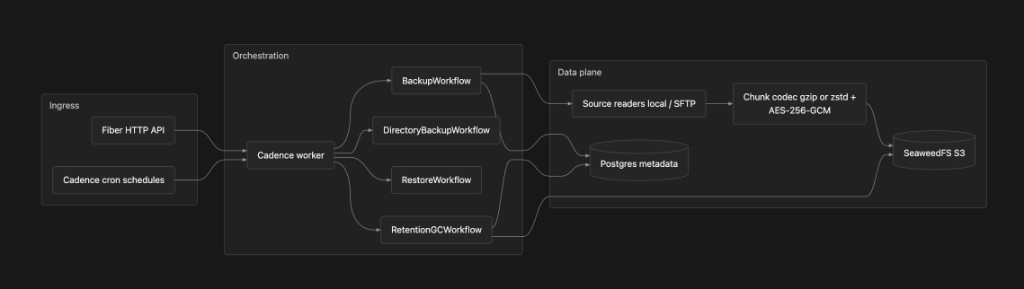 Orchestration
Ingress
Fiber HTTP API
Cadence cron schedules
Cadence worker
BackupWorkflow
DirectoryBackupWorkflow
RestoreWorkflow
RetentionGCWorkflow
Data plane
Source readers local / SFTP
Chunk codec gzip or zstd +
AES-256-GCM
Postgres metadata
SeaweedFS S3